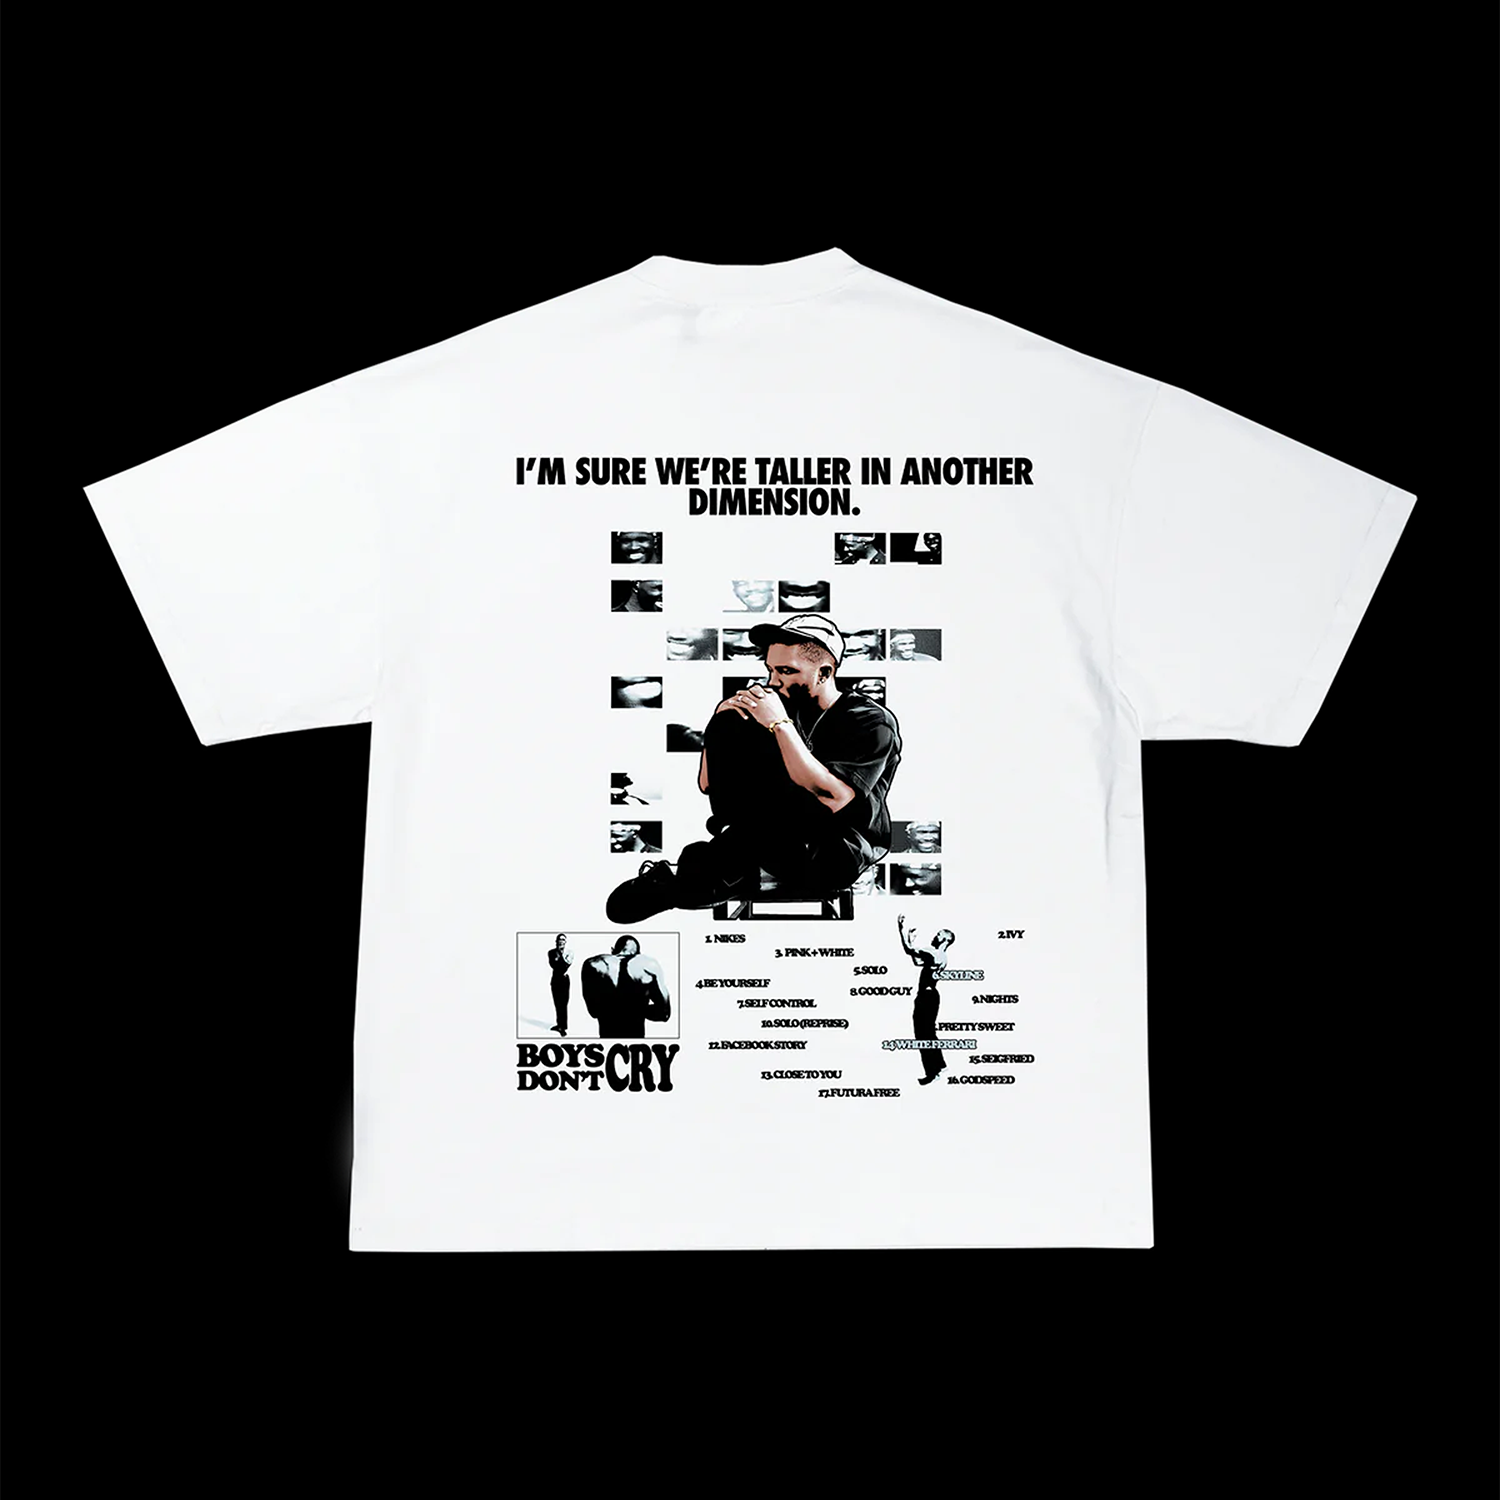 I'M SURE WE'RE TALLER IN ANOTHER
DIMENSION.
1. NIKES
2. IVY
3. PINK + WHITE
4. BE YOURSELF
5. SOLO
6. SKYLINE
7. SELF CONTROL
8. GOOD GUY
9. NIGHTS
10. SOLO (REPRISE)
PRETTY SWEET
12. FACEBOOK STORY
13. CLOSE TO YOU
14. WHITE FERRARI
15. SEIGFRIED
16. GODSPEED
17. FUTURA FREE
BOYS
DON'T CRY